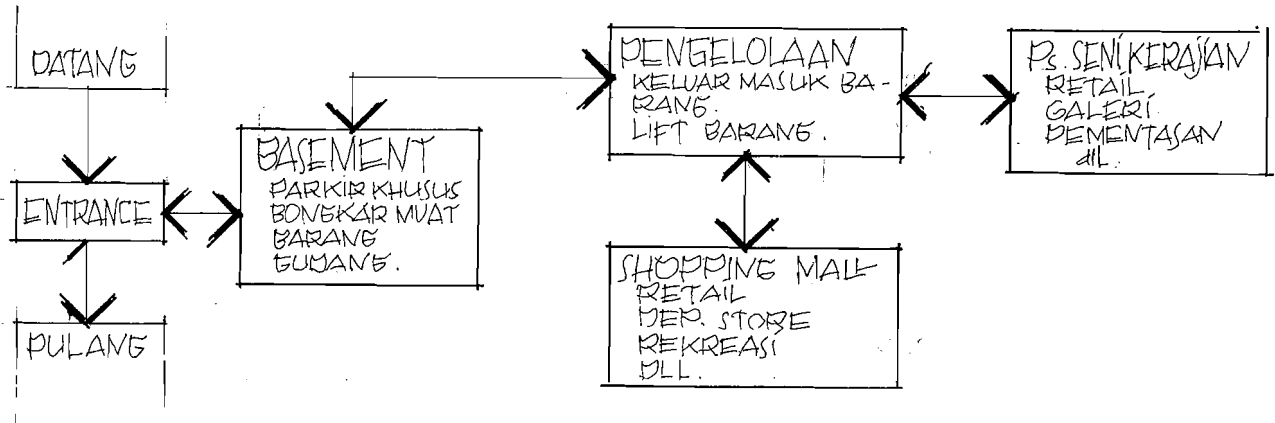 DATANG
ENTRANCE
PULANG
BASEMENT
PARKIR KHUSUS
BONGKAR MUAT
BARANG
GUDANG.
PENGELOLAAN
KELUAR MASUK BA-
RANG.
LIFT BARANG.
SHOPPING MALL
RETAIL
DEP. STORE
REKREASI
DLL.
Ps. SENI KERAJIAN
RETAIL
GALERI
PEMENTASAN
dll.